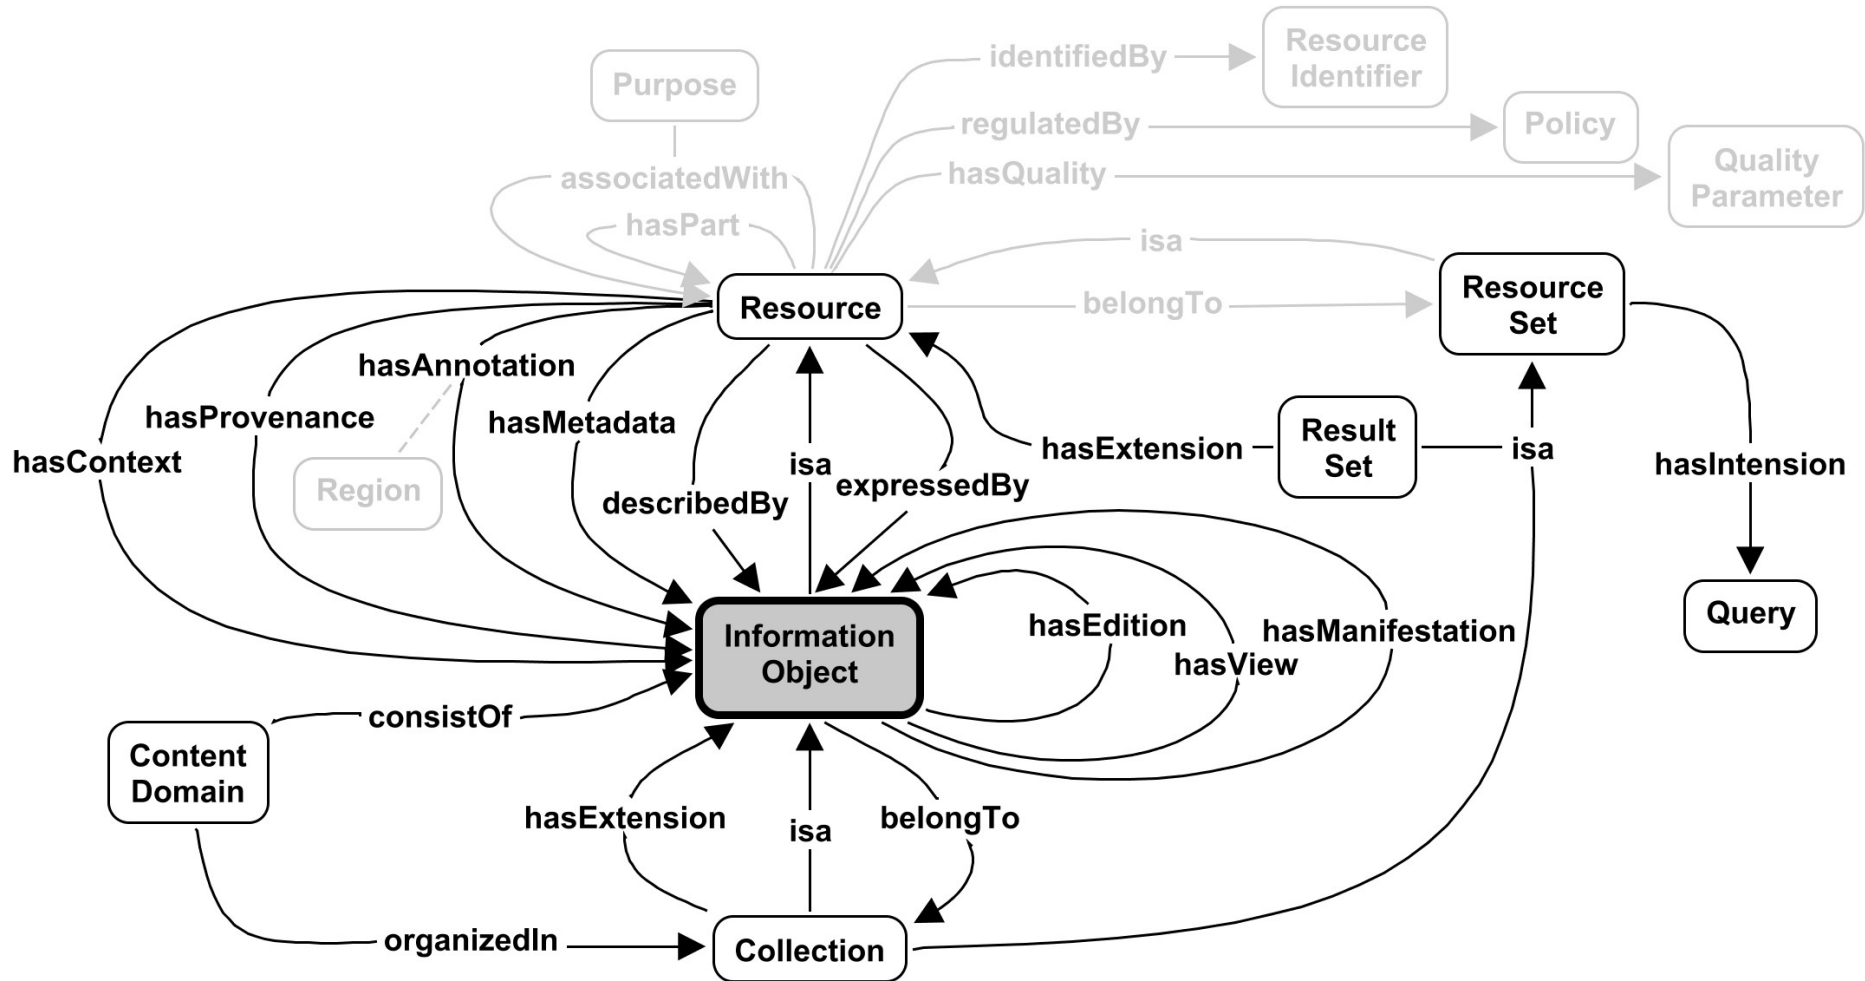 identifiedBy
Resource
Identifier
Purpose
regulatedBy
Policy
associatedWith
hasQuality
Quality
Parameter
hasPart
isa
Resource
belongTo
Resource
Set
hasAnnotation
hasProvenance
hasMetadata
hasContext
Region
isa
describedBy
expressedBy
hasExtension
Result
Set
isa
hasIntension
Query
Information
Object
hasEdition
hasView
hasManifestation
consistOf
Content
Domain
hasExtension
isa
belongTo
organizedIn
Collection